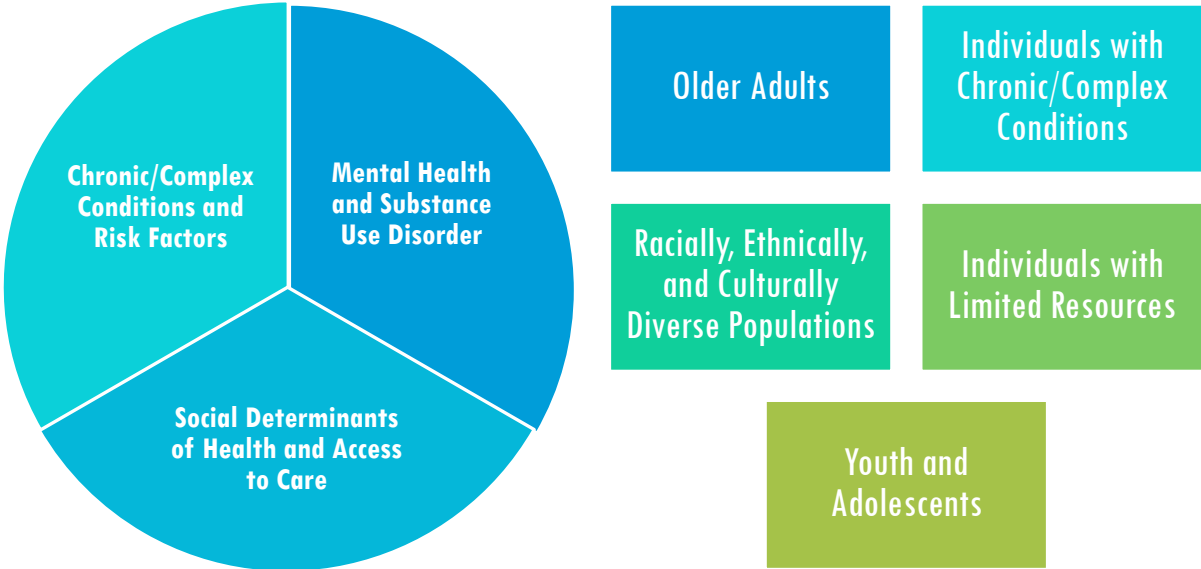 Chronic/Complex
Conditions and
Risk Factors
Mental Health
and Substance
Use Disorder
Social Determinants
of Health and Access
to Care
Older Adults
Individuals with
Chronic/Complex
Conditions
Racially, Ethnically,
and Culturally
Diverse Populations
Individuals with
Limited Resources
Youth and
Adolescents